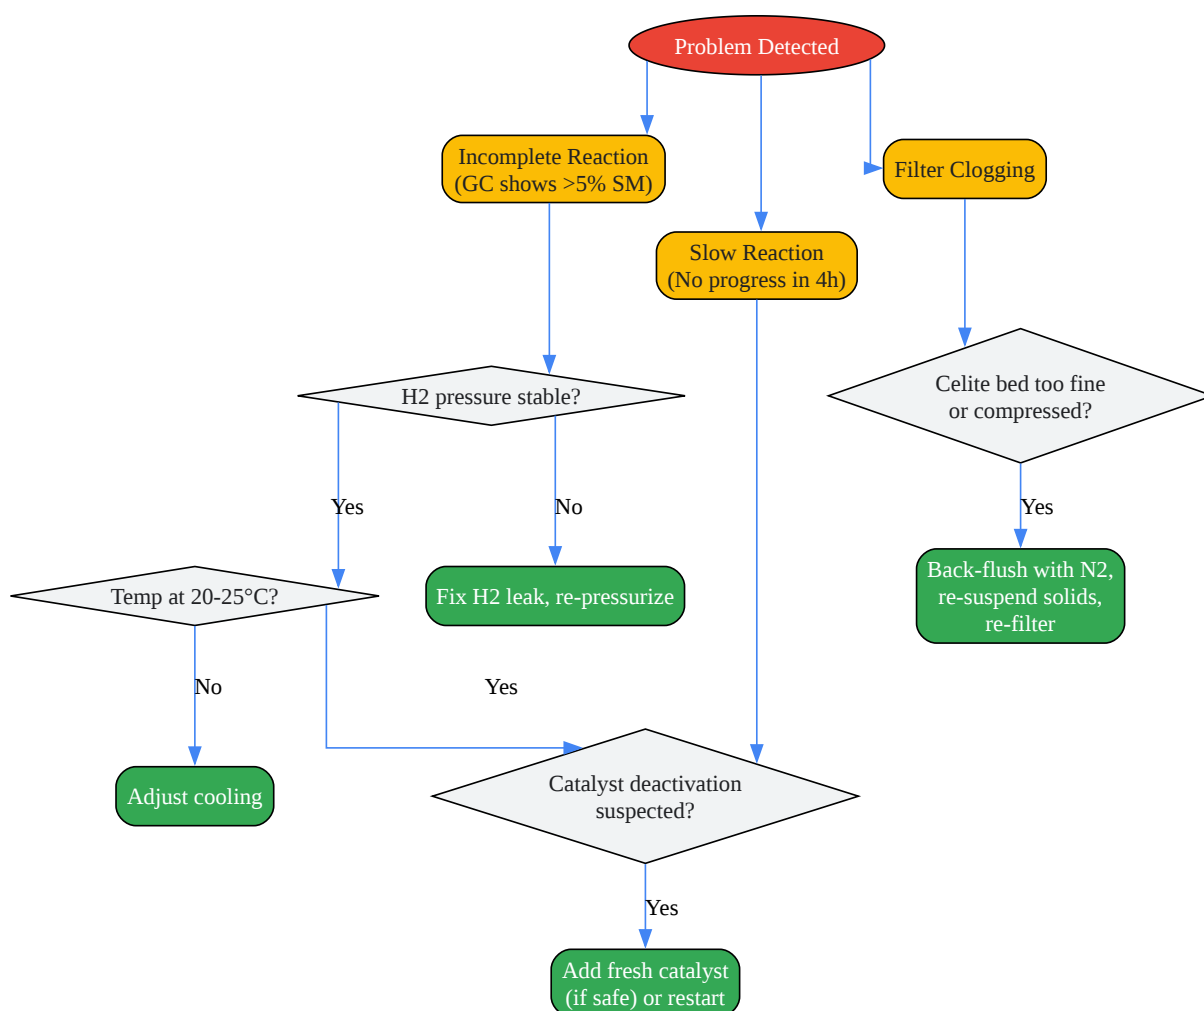 Problem Detected
Incomplete Reaction
(GC shows >5% SM)
Filter Clogging
Slow Reaction
(No progress in 4h)
H2 pressure stable?
Celite bed too fine
or compressed?
Yes
No
Yes
Temp at 20-25°C?
Fix H2 leak, re-pressurize
Back-flush with N2,
re-suspend solids,
re-filter
No
Yes
Adjust cooling
Catalyst deactivation
suspected?
Yes
Add fresh catalyst
(if safe) or restart